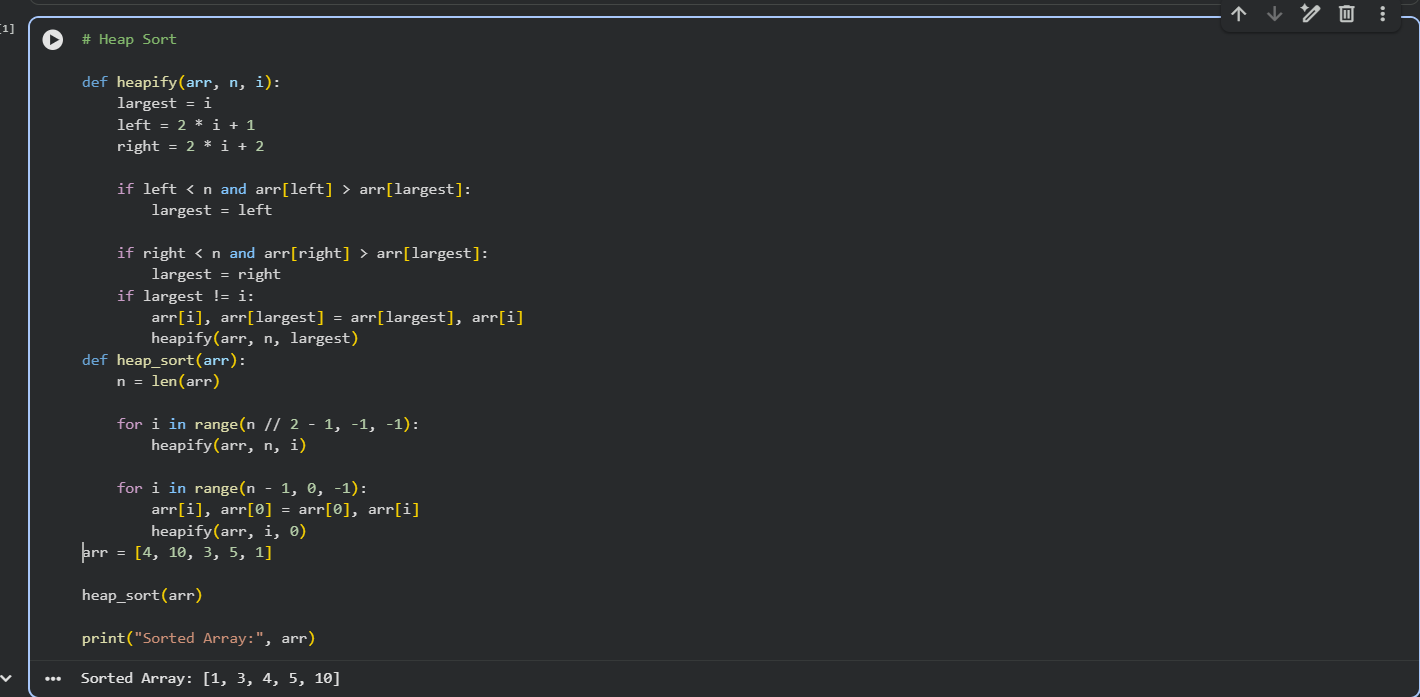 [1]
# Heap Sort
def heapify(arr, n, i):
    largest = i
    left = 2 * i + 1
    right = 2 * i + 2
    if left < n and arr[left] > arr[largest]:
        largest = left
    if right < n and arr[right] > arr[largest]:
        largest = right
    if largest != i:
        arr[i], arr[largest] = arr[largest], arr[i]
        heapify(arr, n, largest)
def heap_sort(arr):
    n = len(arr)
    for i in range(n // 2 - 1, -1, -1):
        heapify(arr, n, i)
    for i in range(n - 1, 0, -1):
        arr[i], arr[0] = arr[0], arr[i]
        heapify(arr, i, 0)
arr = [4, 10, 3, 5, 1]
heap_sort(arr)
print("Sorted Array:", arr)
Sorted Array: [1, 3, 4, 5, 10]